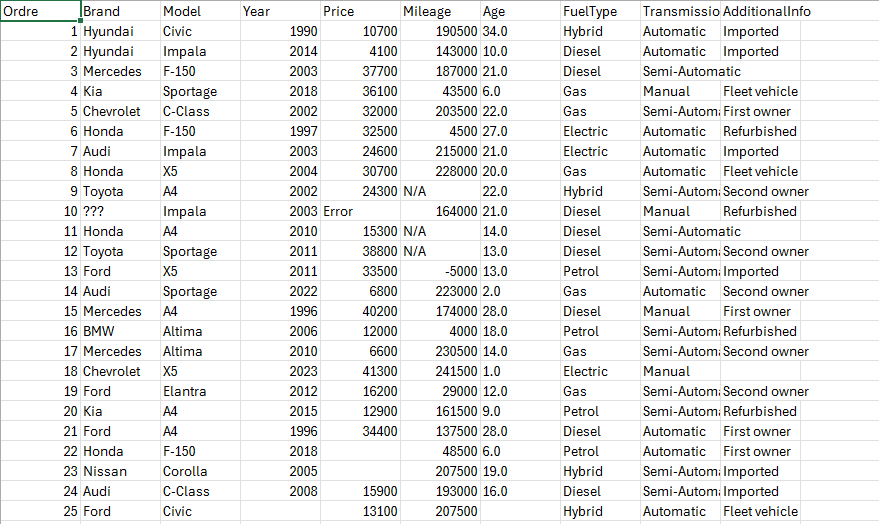 Ordre Brand Model Year Price Mileage Age FuelType Transmissio AdditionalInfo
1 Hyundai Civic 1990 10700 190500 34.0 Hybrid Automatic Imported
2 Hyundai Impala 2014 4100 143000 10.0 Diesel Automatic Imported
3 Mercedes F-150 2003 37700 187000 21.0 Diesel Semi-Automatic
4 Kia Sportage 2018 36100 43500 6.0 Gas Manual Fleet vehicle
5 Chevrolet C-Class 2002 32000 203500 22.0 Gas Semi-Autom First owner
6 Honda F-150 1997 32500 4500 27.0 Electric Automatic Refurbished
7 Audi Impala 2003 24600 215000 21.0 Electric Automatic Imported
8 Honda X5 2004 30700 228000 20.0 Gas Automatic Fleet vehicle
9 Toyota A4 2002 24300 N/A 22.0 Hybrid Semi-Autom Second owner
10 ??? Impala 2003 Error 164000 21.0 Diesel Manual Refurbished
11 Honda A4 2010 15300 N/A 14.0 Diesel Semi-Automatic
12 Toyota Sportage 2011 38800 N/A 13.0 Diesel Semi-Autom Second owner
13 Ford X5 2011 33500 -5000 13.0 Petrol Semi-Autom Imported
14 Audi Sportage 2022 6800 223000 2.0 Gas Automatic Second owner
15 Mercedes A4 1996 40200 174000 28.0 Diesel Manual First owner
16 BMW Altima 2006 12000 4000 18.0 Petrol Semi-Autom Refurbished
17 Mercedes Altima 2010 6600 230500 14.0 Gas Semi-Autom Second owner
18 Chevrolet X5 2023 41300 241500 1.0 Electric Manual
19 Ford Elantra 2012 16200 29000 12.0 Gas Semi-Autom Second owner
20 Kia A4 2015 12900 161500 9.0 Petrol Semi-Autom Refurbished
21 Ford A4 1996 34400 137500 28.0 Diesel Automatic First owner
22 Honda F-150 2018 48500 6.0 Petrol Automatic First owner
23 Nissan Corolla 2005 207500 19.0 Hybrid Semi-Autom Imported
24 Audi C-Class 2008 15900 193000 16.0 Diesel Semi-Autom Imported
25 Ford Civic 13100 207500 Hybrid Automatic Fleet vehicle